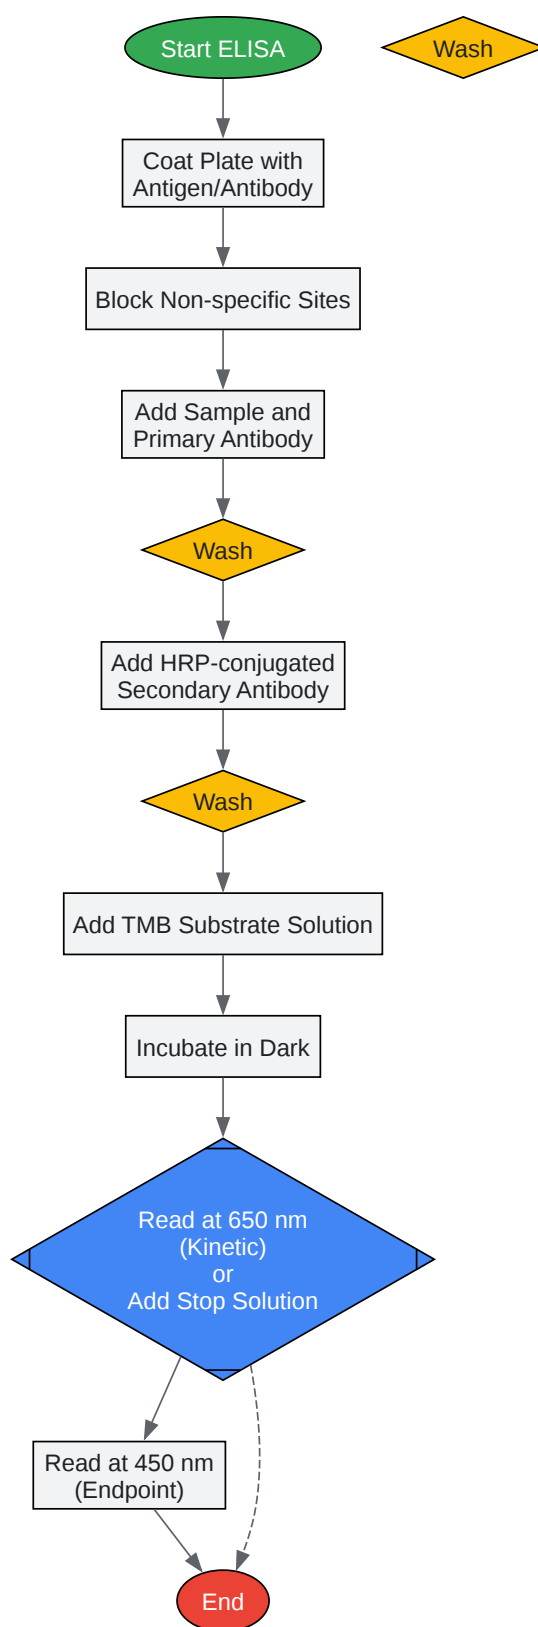 Start ELISA
Wash
Coat Plate with
Antigen/Antibody
Block Non-specific Sites
Add Sample and
Primary Antibody
Wash
Add HRP-conjugated
Secondary Antibody
Wash
Add TMB Substrate Solution
Incubate in Dark
Read at 650 nm
(Kinetic)
or
Add Stop Solution
Read at 450 nm
(Endpoint)
End